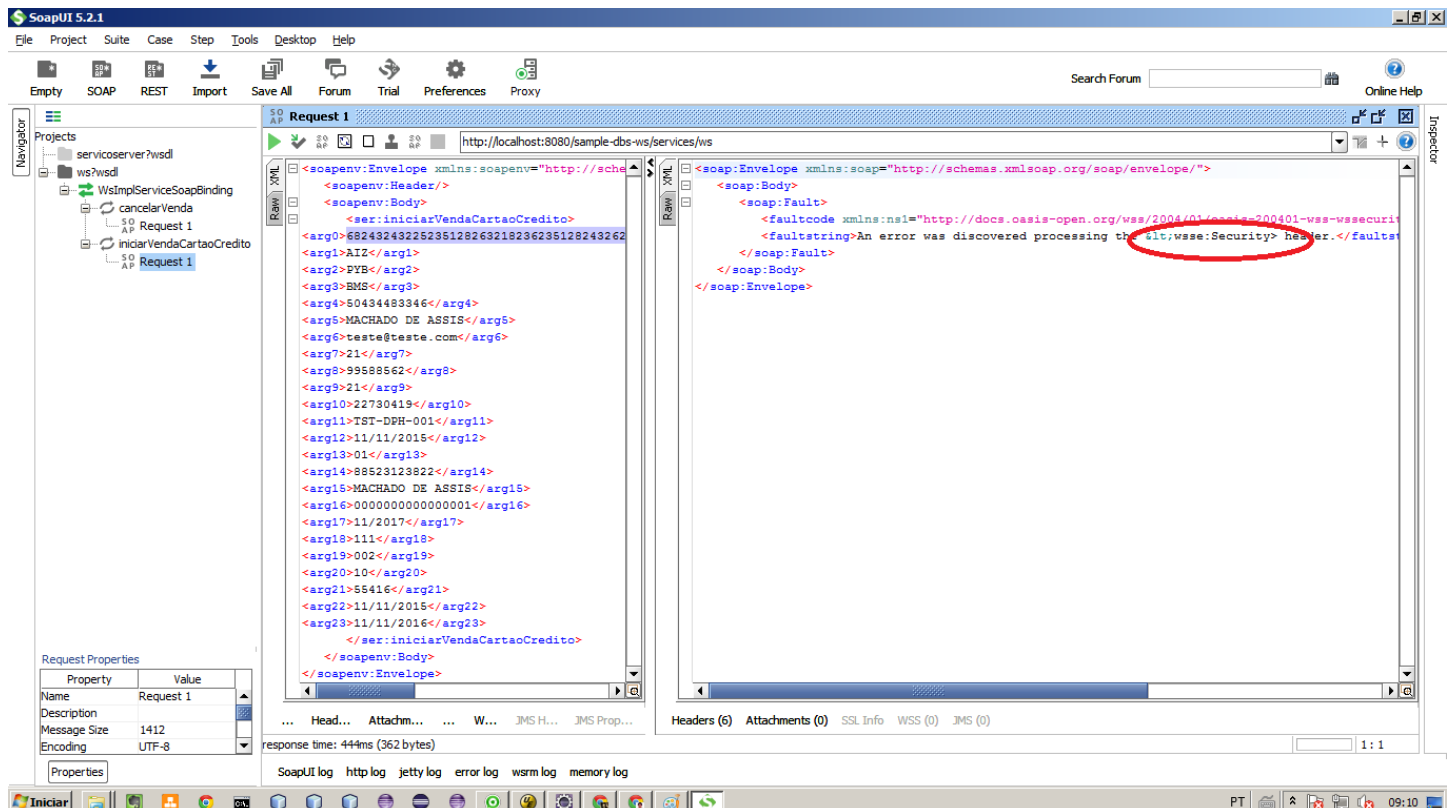 SoapUI 5.2.1
File Project Suite Case Step Tools Desktop Help
Empty SOAP REST Import Save All Forum Trial Preferences Proxy
Search Forum
Online Help
Navigator
Projects
servicoserver?wsdl
ws?wsdl
WsImplServiceSoapBinding
cancelarVenda
SOAP Request 1
iniciarVendaCartaoCredito
SOAP Request 1
Request Properties
Property Value
Name Request 1
Description
Message Size 1412
Encoding UTF-8
Properties
SOAP Request 1
http://localhost:8080/sample-dbs-ws/services/ws
XML
Raw
<soapenv:Envelope xmlns:soapenv="http://sche
<soapenv:Header/>
<soapenv:Body>
<ser:iniciarVendaCartaoCredito>
<arg0>682432432252351282632182362351282 43262
<arg1>AIZ</arg1>
<arg2>PYB</arg2>
<arg3>BMS</arg3>
<arg4>50434483346</arg4>
<arg5>MACHADO DE ASSIS</arg5>
<arg6>teste@teste.com</arg6>
<arg7>21</arg7>
<arg8>99588562</arg8>
<arg9>21</arg9>
<arg10>22730419</arg10>
<arg11>TST-DPH-001</arg11>
<arg12>11/11/2015</arg12>
<arg13>01</arg13>
<arg14>88523123822</arg14>
<arg15>MACHADO DE ASSIS</arg15>
<arg16>0000000000000001</arg16>
<arg17>11/2017</arg17>
<arg18>111</arg18>
<arg19>002</arg19>
<arg20>10</arg20>
<arg21>55416</arg21>
<arg22>11/11/2015</arg22>
<arg23>11/11/2016</arg23>
</ser:iniciarVendaCartaoCredito>
</soapenv:Body>
</soapenv:Envelope>
... Head... Attachm... ... W... JMS H... JMS Prop...
XML
Raw
<soap:Envelope xmlns:soap="http://schemas.xmlsoap.org/soap/envelope/">
<soap:Body>
<soap:Fault>
<faultcode xmlns:ns1="http://docs.oasis-open.org/wss/2004/01/oasis-200401-wss-wssecurit
<faultstring>An error was discovered processing the &lt;wsse:Security> header.</faultst
</soap:Fault>
</soap:Body>
</soap:Envelope>
Headers (6) Attachments (0) SSL Info WSS (0) JMS (0)
response time: 444ms (362 bytes)
1 : 1
Inspector
SoapUI log http log jetty log error log wsrm log memory log
Iniciar
PT
09:10